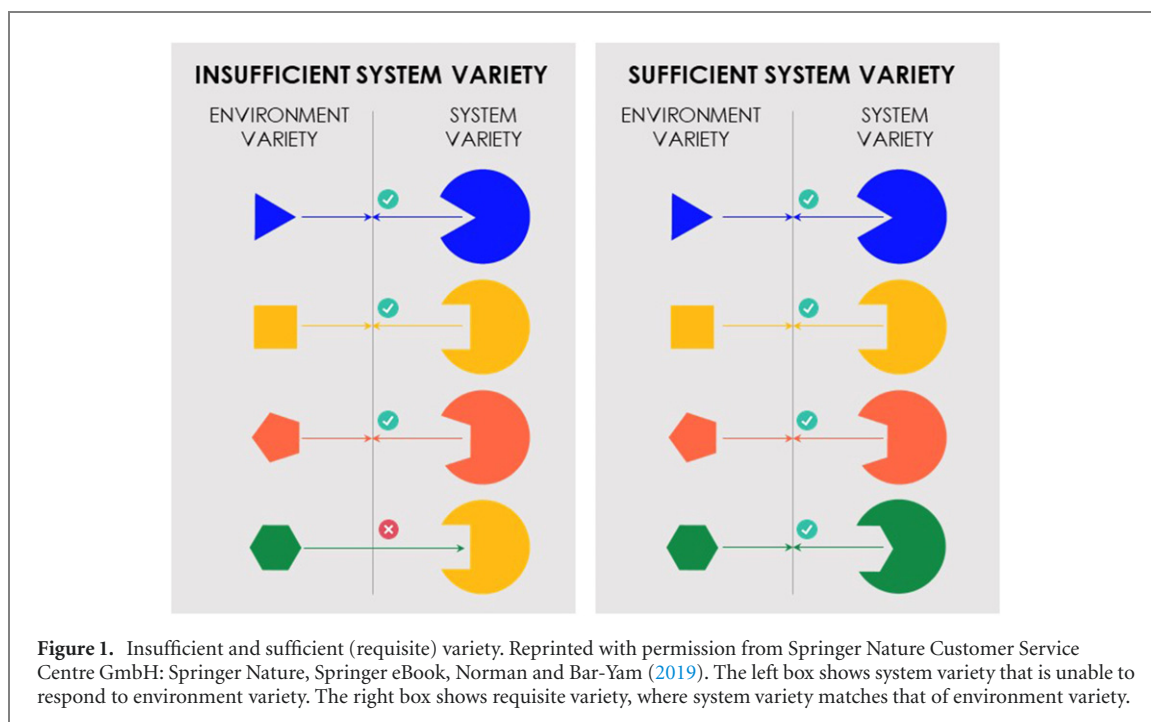 INSUFFICIENT SYSTEM VARIETY
ENVIRONMENT
VARIETY
SYSTEM
VARIETY
SUFFICIENT SYSTEM VARIETY
ENVIRONMENT
VARIETY
SYSTEM
VARIETY
Figure 1. Insufficient and sufficient (requisite) variety. Reprinted with permission from Springer Nature Customer Service
Centre GmbH: Springer Nature, Springer eBook, Norman and Bar-Yam (2019). The left box shows system variety that is unable to
respond to environment variety. The right box shows requisite variety, where system variety matches that of environment variety.